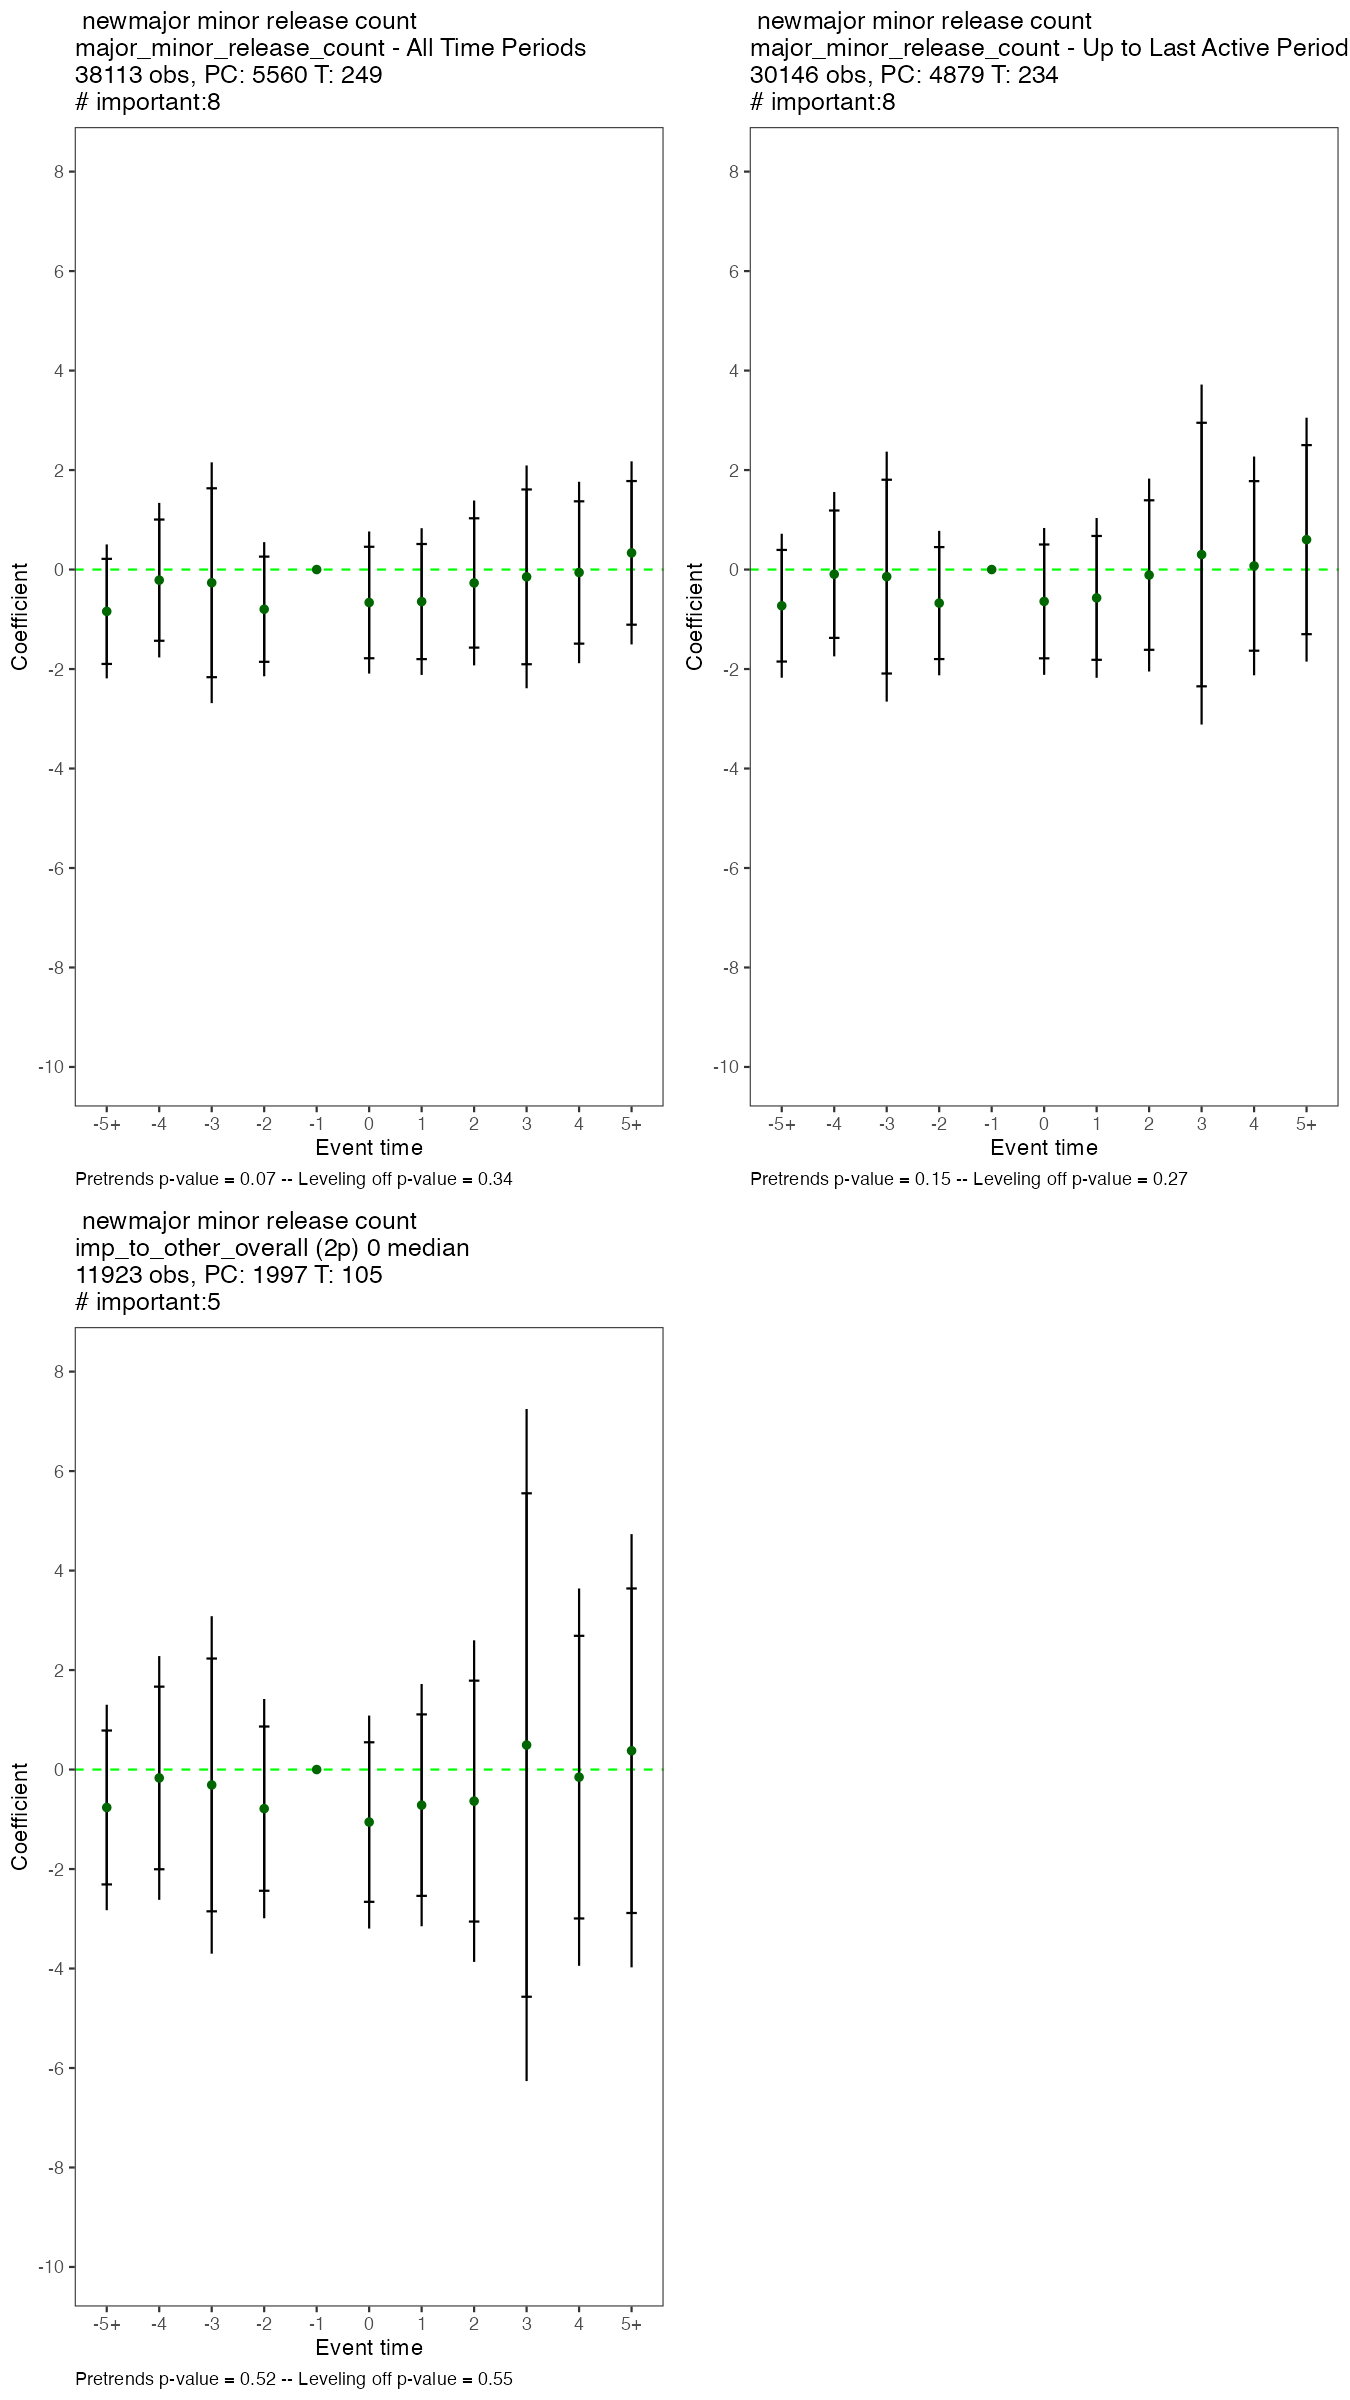 newmajor minor release count
major_minor_release_count - All Time Periods
38113 obs, PC: 5560 T: 249
# important:8
8
6
4
2
0
-2
-4
-6
-8
-10
Coefficient
-5+ -4 -3 -2 -1 0 1 2 3 4 5+
Event time
Pretrends p-value = 0.07 -- Leveling off p-value = 0.34
newmajor minor release count
major_minor_release_count - Up to Last Active Period
30146 obs, PC: 4879 T: 234
# important:8
8
6
4
2
0
-2
-4
-6
-8
-10
Coefficient
-5+ -4 -3 -2 -1 0 1 2 3 4 5+
Event time
Pretrends p-value = 0.15 -- Leveling off p-value = 0.27
newmajor minor release count
imp_to_other_overall (2p) 0 median
11923 obs, PC: 1997 T: 105
# important:5
8
6
4
2
0
-2
-4
-6
-8
-10
Coefficient
-5+ -4 -3 -2 -1 0 1 2 3 4 5+
Event time
Pretrends p-value = 0.52 -- Leveling off p-value = 0.55